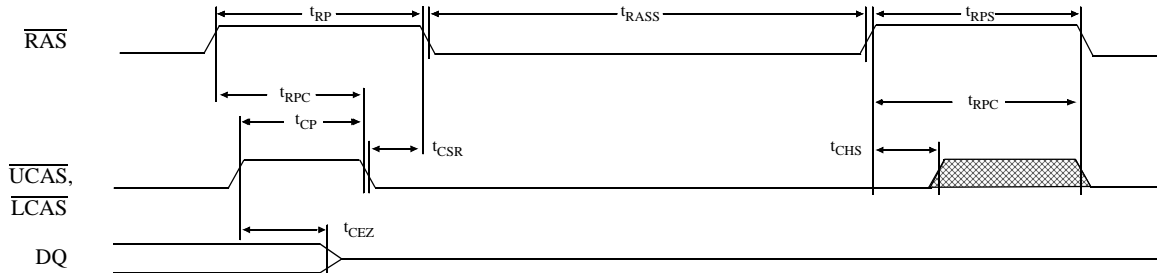 tRP
tRASS
tRPS
RAS
tRPC
tRPC
tCP
tCSR
tCHS
UCAS,
LCAS
tCEZ
DQ